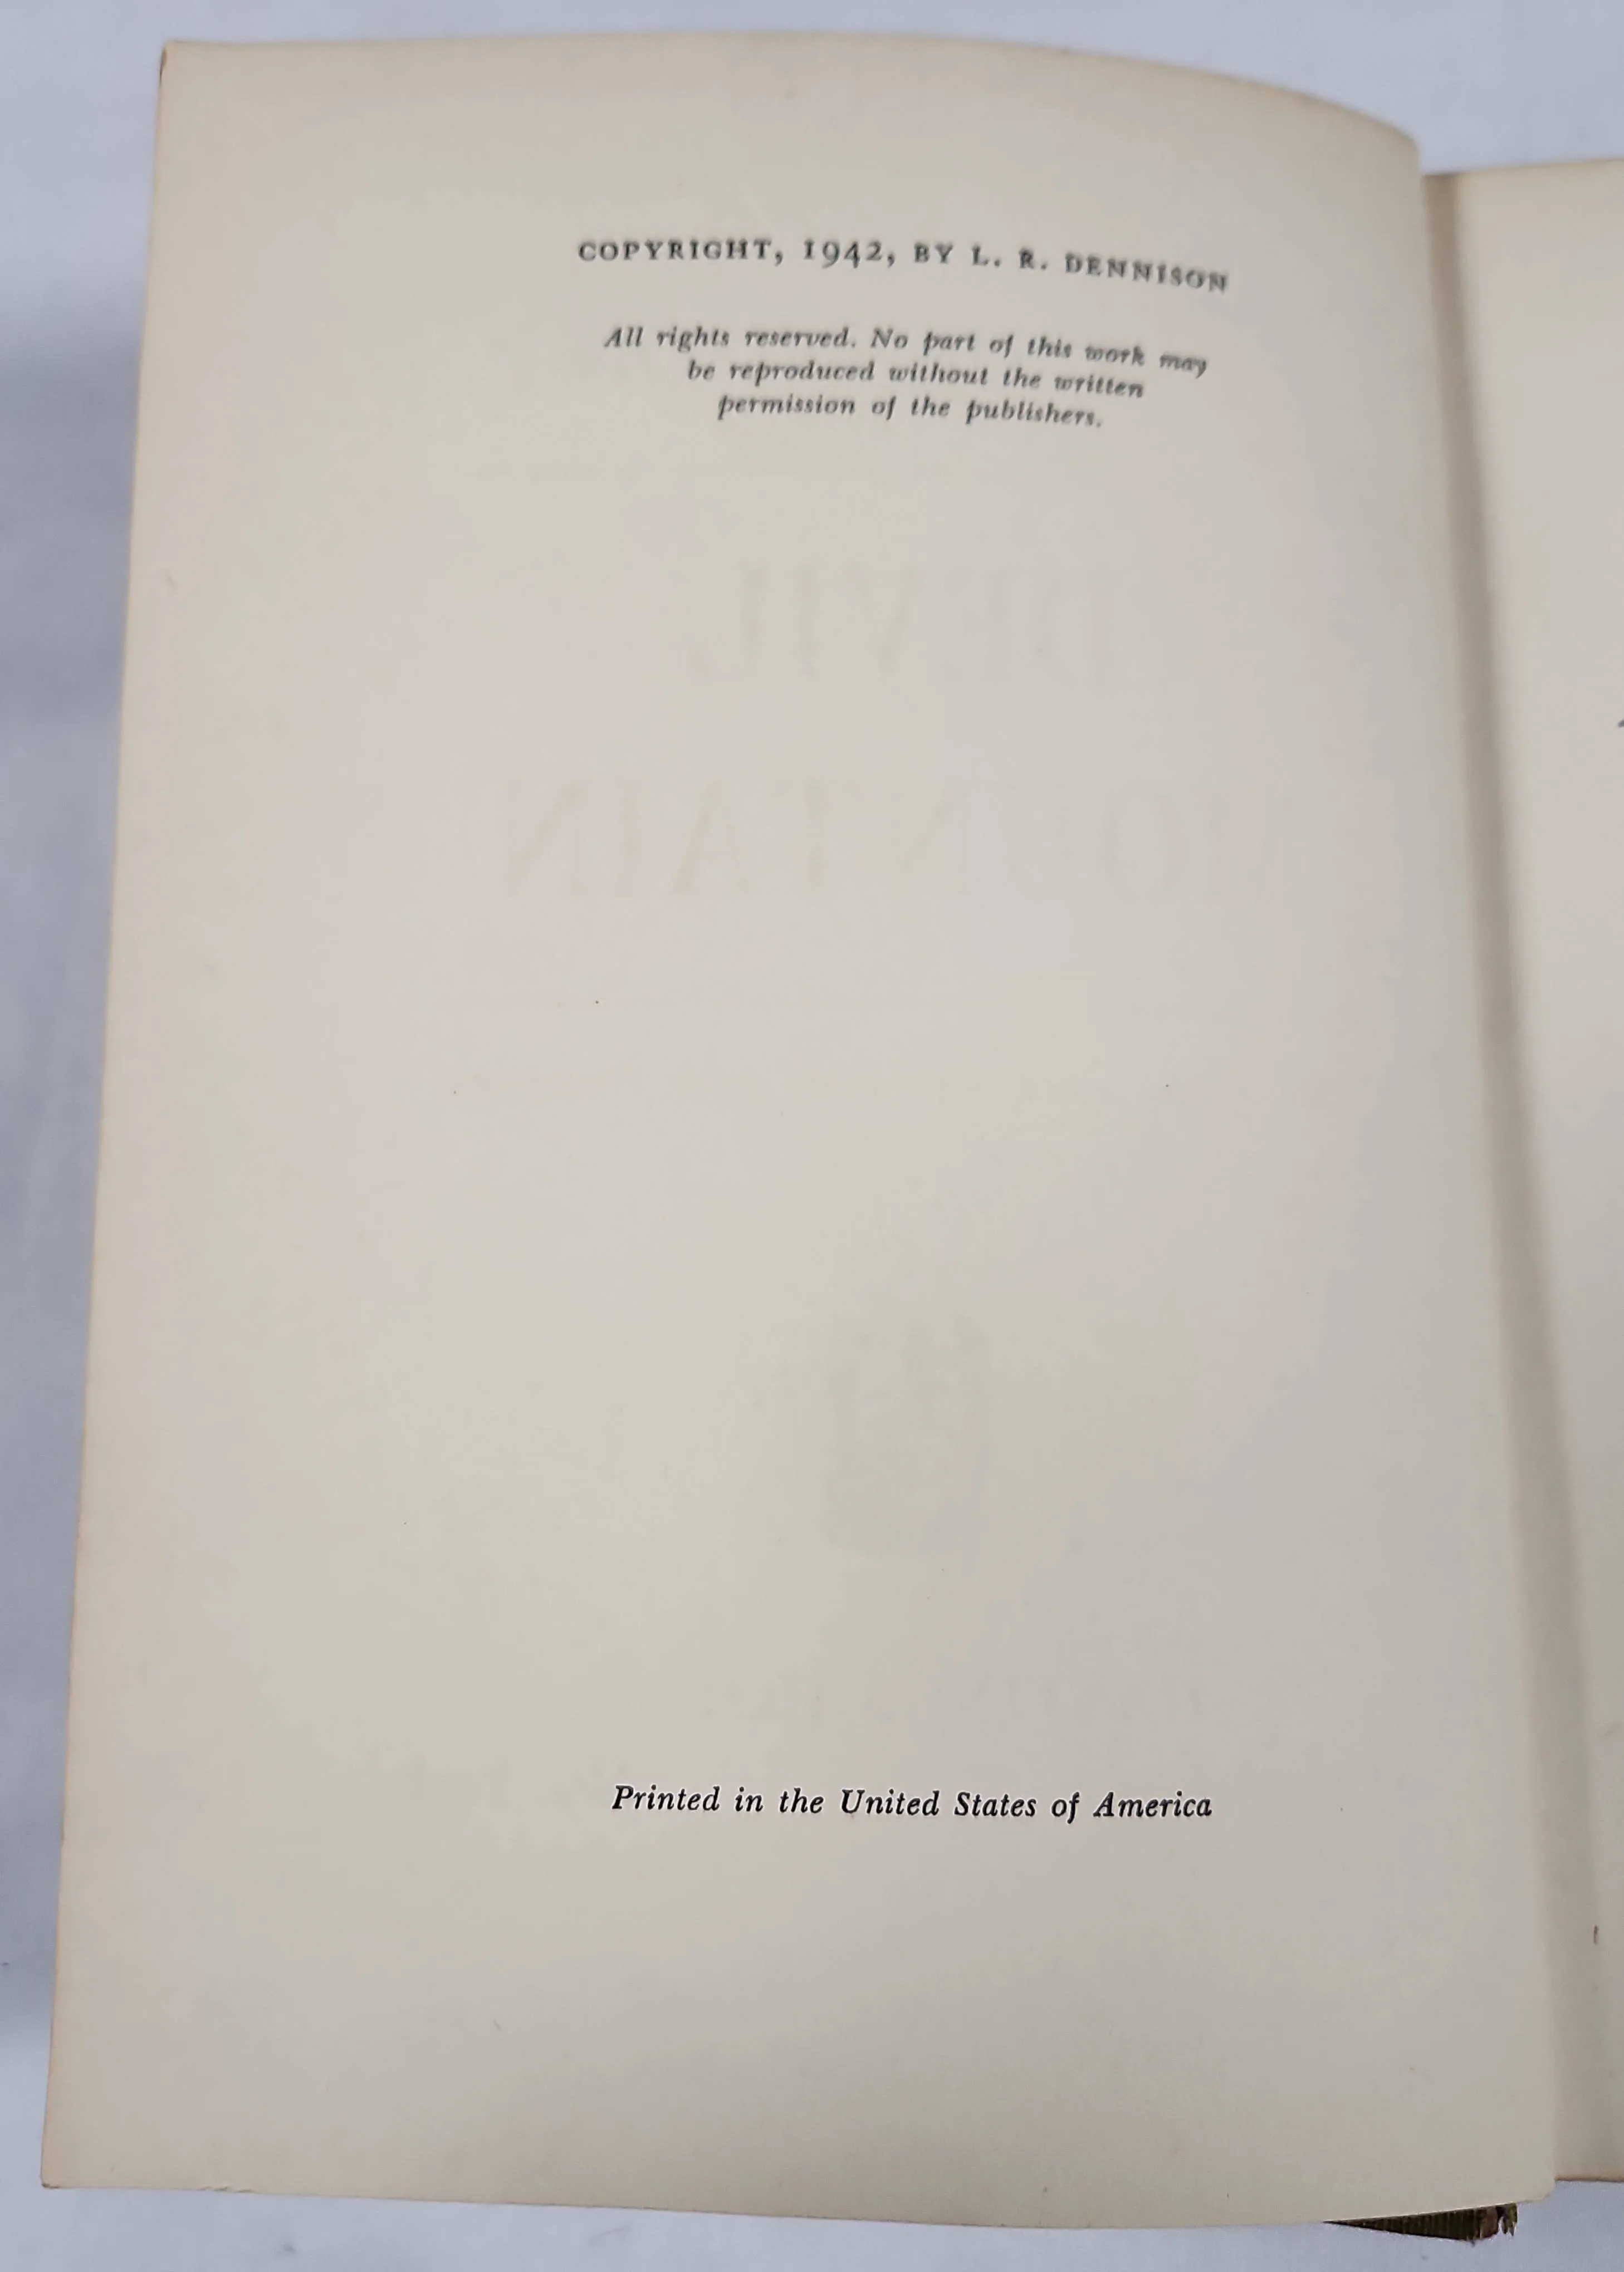 COPYRIGHT, 1942, BY L. R. DENNISON
All rights reserved. No part of this work may
be reproduced without the written
permission of the publishers.
DEVIL
Printed in the United States of America